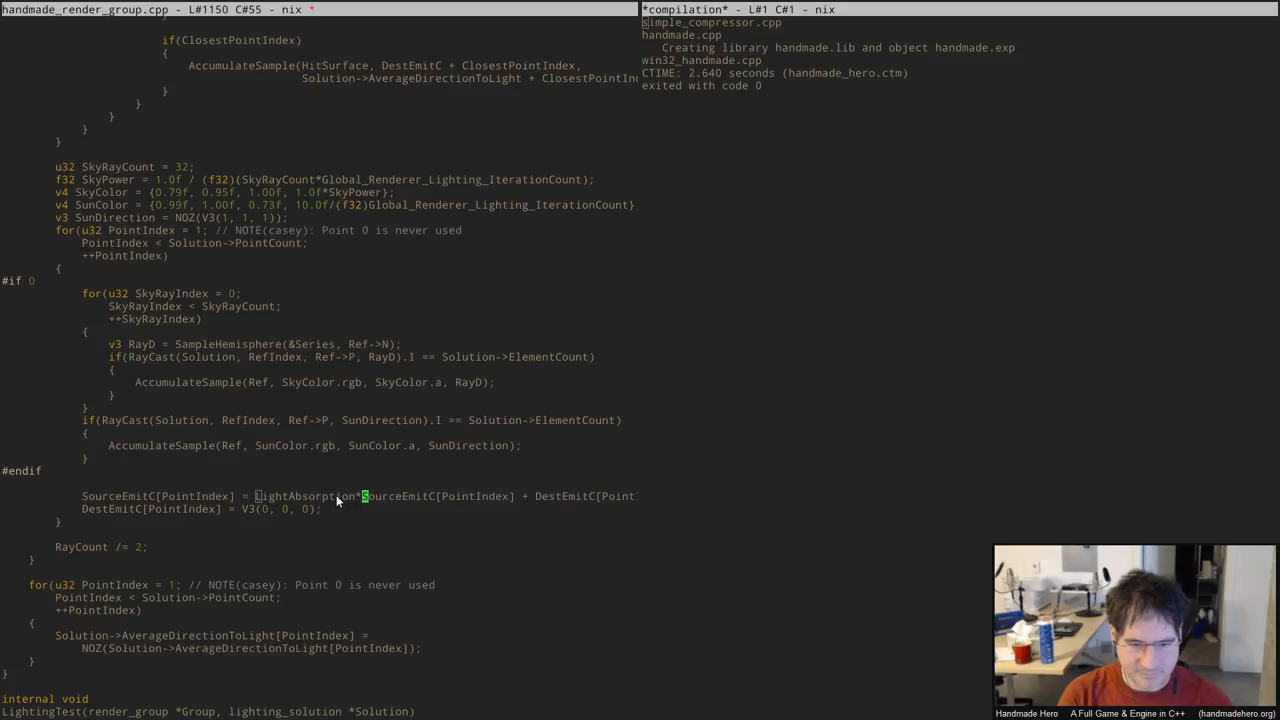 handmade_render_group.cpp - L#1150 C#55 - nix *
if(ClosestPointIndex)
{
AccumulateSample(HitSurface, DestEmitC + ClosestPointIndex,
Solution->AverageDirectionToLight + ClosestPointIn
}
}
}
}
}
u32 SkyRayCount = 32;
f32 SkyPower = 1.0f / (f32)(SkyRayCount*Global_Renderer_Lighting_IterationCount);
v4 SkyColor = {0.79f, 0.95f, 1.00f, 1.0f*SkyPower};
v4 SunColor = {0.99f, 1.00f, 0.73f, 10.0f/(f32)Global_Renderer_Lighting_IterationCount}
v3 SunDirection = NOZ(V3(1, 1, 1));
for(u32 PointIndex = 1; // NOTE(casey): Point 0 is never used
PointIndex < Solution->PointCount;
++PointIndex)
{
#if 0
for(u32 SkyRayIndex = 0;
SkyRayIndex < SkyRayCount;
++SkyRayIndex)
{
v3 RayD = SampleHemisphere(&Series, Ref->N);
if(RayCast(Solution, RefIndex, Ref->P, RayD).I == Solution->ElementCount)
{
AccumulateSample(Ref, SkyColor.rgb, SkyColor.a, RayD);
}
}
if(RayCast(Solution, RefIndex, Ref->P, SunDirection).I == Solution->ElementCount)
{
AccumulateSample(Ref, SunColor.rgb, SunColor.a, SunDirection);
}
#endif
SourceEmitC[PointIndex] = LightAbsorption*SourceEmitC[PointIndex] + DestEmitC[Point
DestEmitC[PointIndex] = V3(0, 0, 0);
}
RayCount /= 2;
}
for(u32 PointIndex = 1; // NOTE(casey): Point 0 is never used
PointIndex < Solution->PointCount;
++PointIndex)
{
Solution->AverageDirectionToLight[PointIndex] =
NOZ(Solution->AverageDirectionToLight[PointIndex]);
}
}
internal void
LightingTest(render_group *Group, lighting_solution *Solution)
*compilation* - L#1 C#1 - nix
simple_compressor.cpp
handmade.cpp
Creating library handmade.lib and object handmade.exp
win32_handmade.cpp
CTIME: 2.640 seconds (handmade_hero.ctm)
exited with code 0
Handmade Hero A Full Game & Engine in C++ (handmadehero.org)